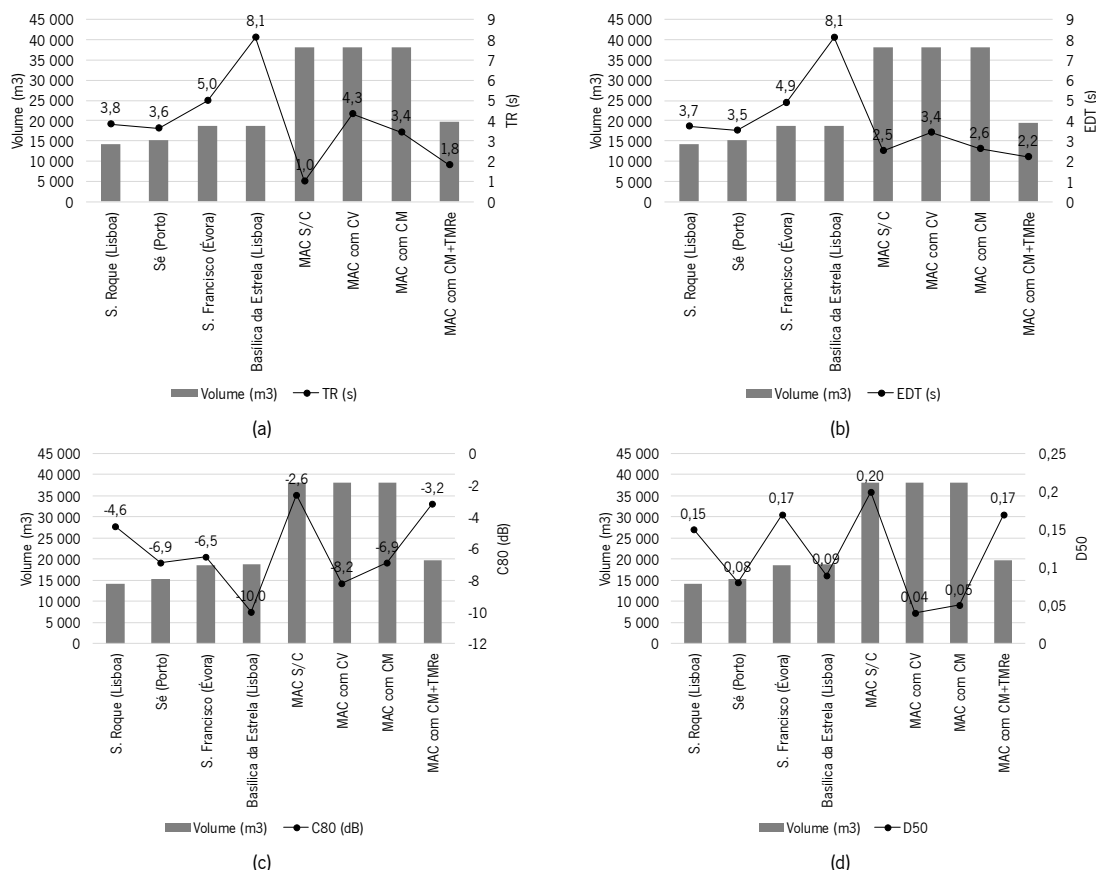 45 000
40 000
35 000
30 000
25 000
20 000
15 000
10 000
5 000
0
Volume (m3)
3,8
3,6
5,0
8,1
1,0
4,3
3,4
1,8
9
8
7
6
5
4
3
2
1
0
TR (s)
S. Roque (Lisboa)
Sé (Porto)
S. Francisco (Évora)
Basílica da Estrela (Lisboa)
MAC S/C
MAC com CV
MAC com CM
MAC com CM+TMRe
Volume (m3) TR (s)
(a)
45 000
40 000
35 000
30 000
25 000
20 000
15 000
10 000
5 000
0
Volume (m3)
3,7
3,5
4,9
8,1
2,5
3,4
2,6
2,2
9
8
7
6
5
4
3
2
1
0
EDT (s)
S. Roque (Lisboa)
Sé (Porto)
S. Francisco (Évora)
Basílica da Estrela (Lisboa)
MAC S/C
MAC com CV
MAC com CM
MAC com CM+TMRe
Volume (m3) EDT (s)
(b)
45 000
40 000
35 000
30 000
25 000
20 000
15 000
10 000
5 000
0
Volume (m3)
-4,6
-6,9
-6,5
-10,0
-2,6
-8,2
-6,9
-3,2
0
-2
-4
-6
-8
-10
-12
C80 (dB)
S. Roque (Lisboa)
Sé (Porto)
S. Francisco (Évora)
Basílica da Estrela (Lisboa)
MAC S/C
MAC com CV
MAC com CM
MAC com CM+TMRe
Volume (m3) C80 (dB)
(c)
45 000
40 000
35 000
30 000
25 000
20 000
15 000
10 000
5 000
0
Volume (m3)
0,15
0,08
0,17
0,09
0,20
0,04
0,05
0,17
0,25
0,2
0,15
0,1
0,05
0
D50
S. Roque (Lisboa)
Sé (Porto)
S. Francisco (Évora)
Basílica da Estrela (Lisboa)
MAC S/C
MAC com CV
MAC com CM
MAC com CM+TMRe
Volume (m3) D50
(d)